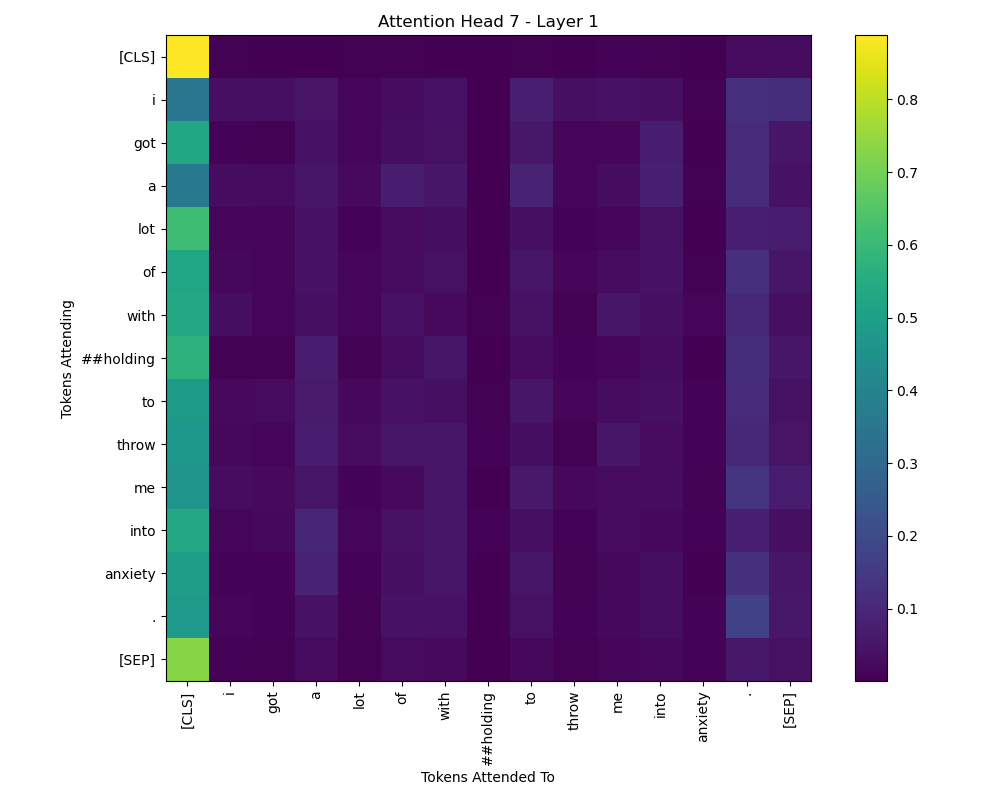 Attention Head 7 - Layer 1
Tokens Attending
[CLS]
i
got
a
lot
of
with
##holding
to
throw
me
into
anxiety
.
[SEP]
[CLS]
i
got
a
lot
of
with
##holding
to
throw
me
into
anxiety
.
[SEP]
Tokens Attended To
0.8
0.7
0.6
0.5
0.4
0.3
0.2
0.1